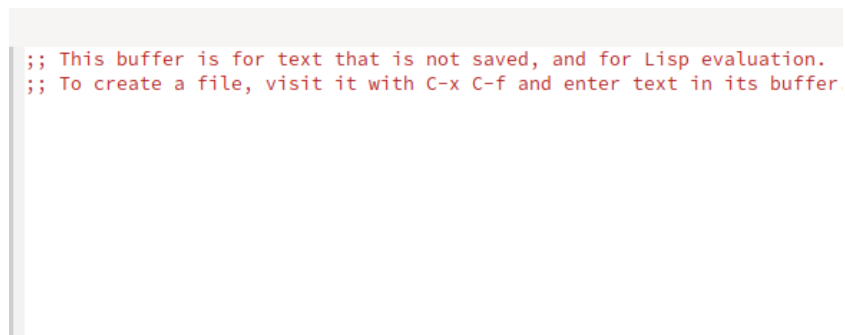 ;; This buffer is for text that is not saved, and for Lisp evaluation.
;; To create a file, visit it with C-x C-f and enter text in its buffer.